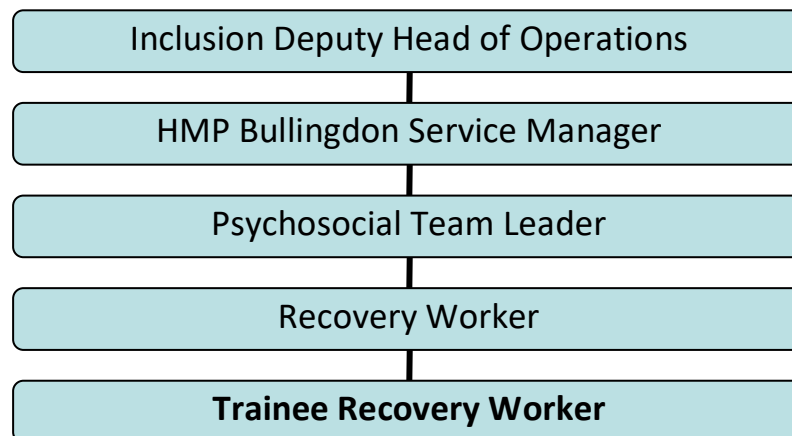 Inclusion Deputy Head of Operations
HMP Bullingdon Service Manager
Psychosocial Team Leader
Recovery Worker
Trainee Recovery Worker